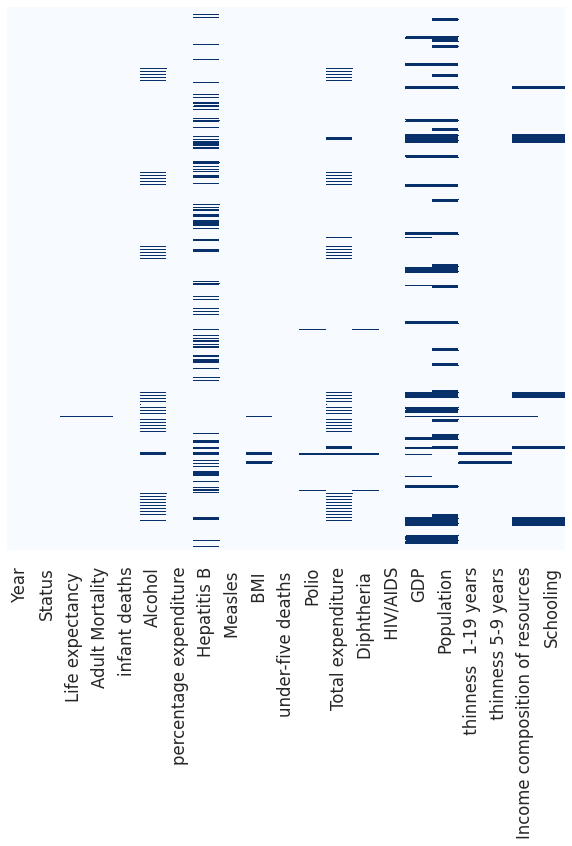 Year
Status
Life expectancy
Adult Mortality
infant deaths
Alcohol
percentage expenditure
Hepatitis B
Measles
BMI
under-five deaths
Polio
Total expenditure
Diphtheria
HIV/AIDS
GDP
Population
thinness  1-19 years
thinness 5-9 years
Income composition of resources
Schooling